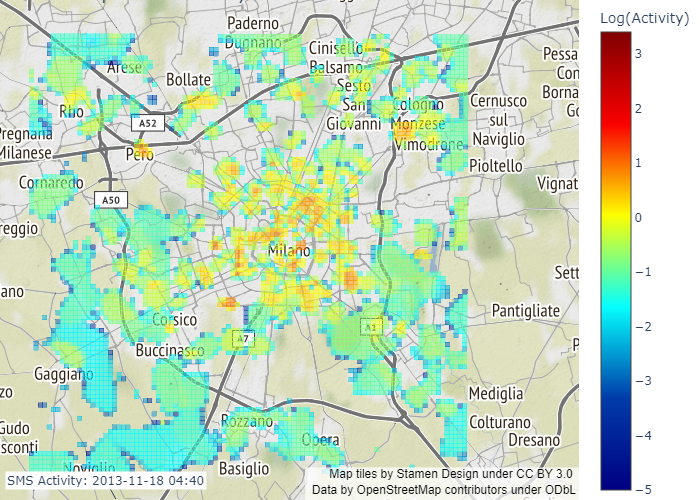 Log(Activity)
3
2
1
0
−1
−2
−3
−4
−5
Paderno
Dugnano
Cinisello
Balsamo
Arese
Bollate
Sesto
San
Giovanni
Rho
A52
Cologno
Monzese
Cernusco
sul
Naviglio
Pessa
Con
Borna
Go
Pregnana
Milanese
Pero
Vimodrone
Pioltello
Cornaredo
A50
Vignat
reggio
Milano
Sett
ano
Corsico
A7
A1
Pantigliate
Buccinasco
P
Gaggiano
zo
Mediglia
Rozzano
Colturano
Gudo
sconti
Opera
Dresano
Noviglio
Basiglio
SMS Activity: 2013-11-18 04:40
Map tiles by Stamen Design under CC BY 3.0
Data by OpenStreetMap contributors under ODbL